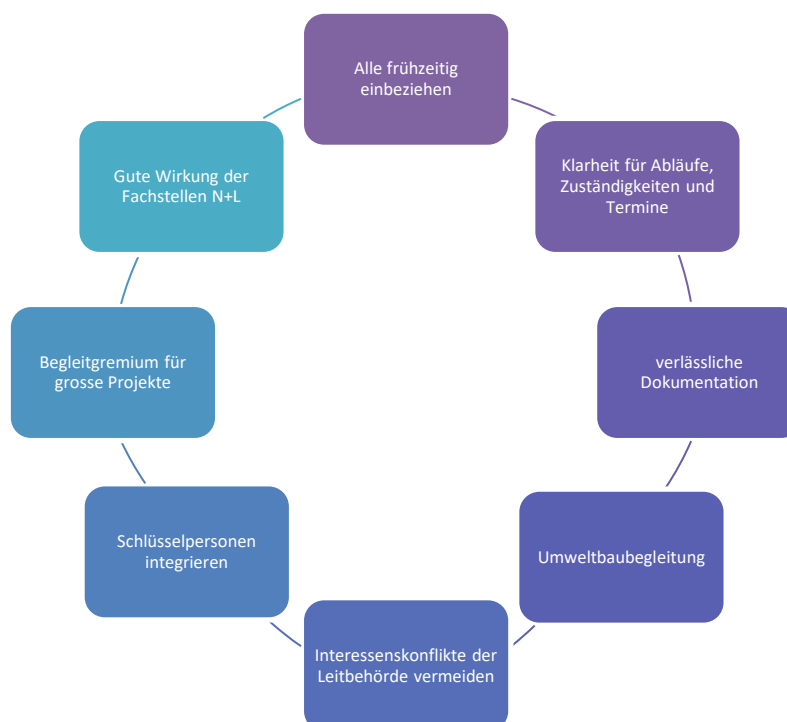 Alle frühzeitig
einbeziehen
Klarheit für Abläufe,
Zuständigkeiten und
Termine
verlässliche
Dokumentation
Umweltbaubegleitung
Interessenskonflikte der
Leitbehörde vermeiden
Schlüsselpersonen
integrieren
Begleitgremium für
grosse Projekte
Gute Wirkung der
Fachstellen N+L